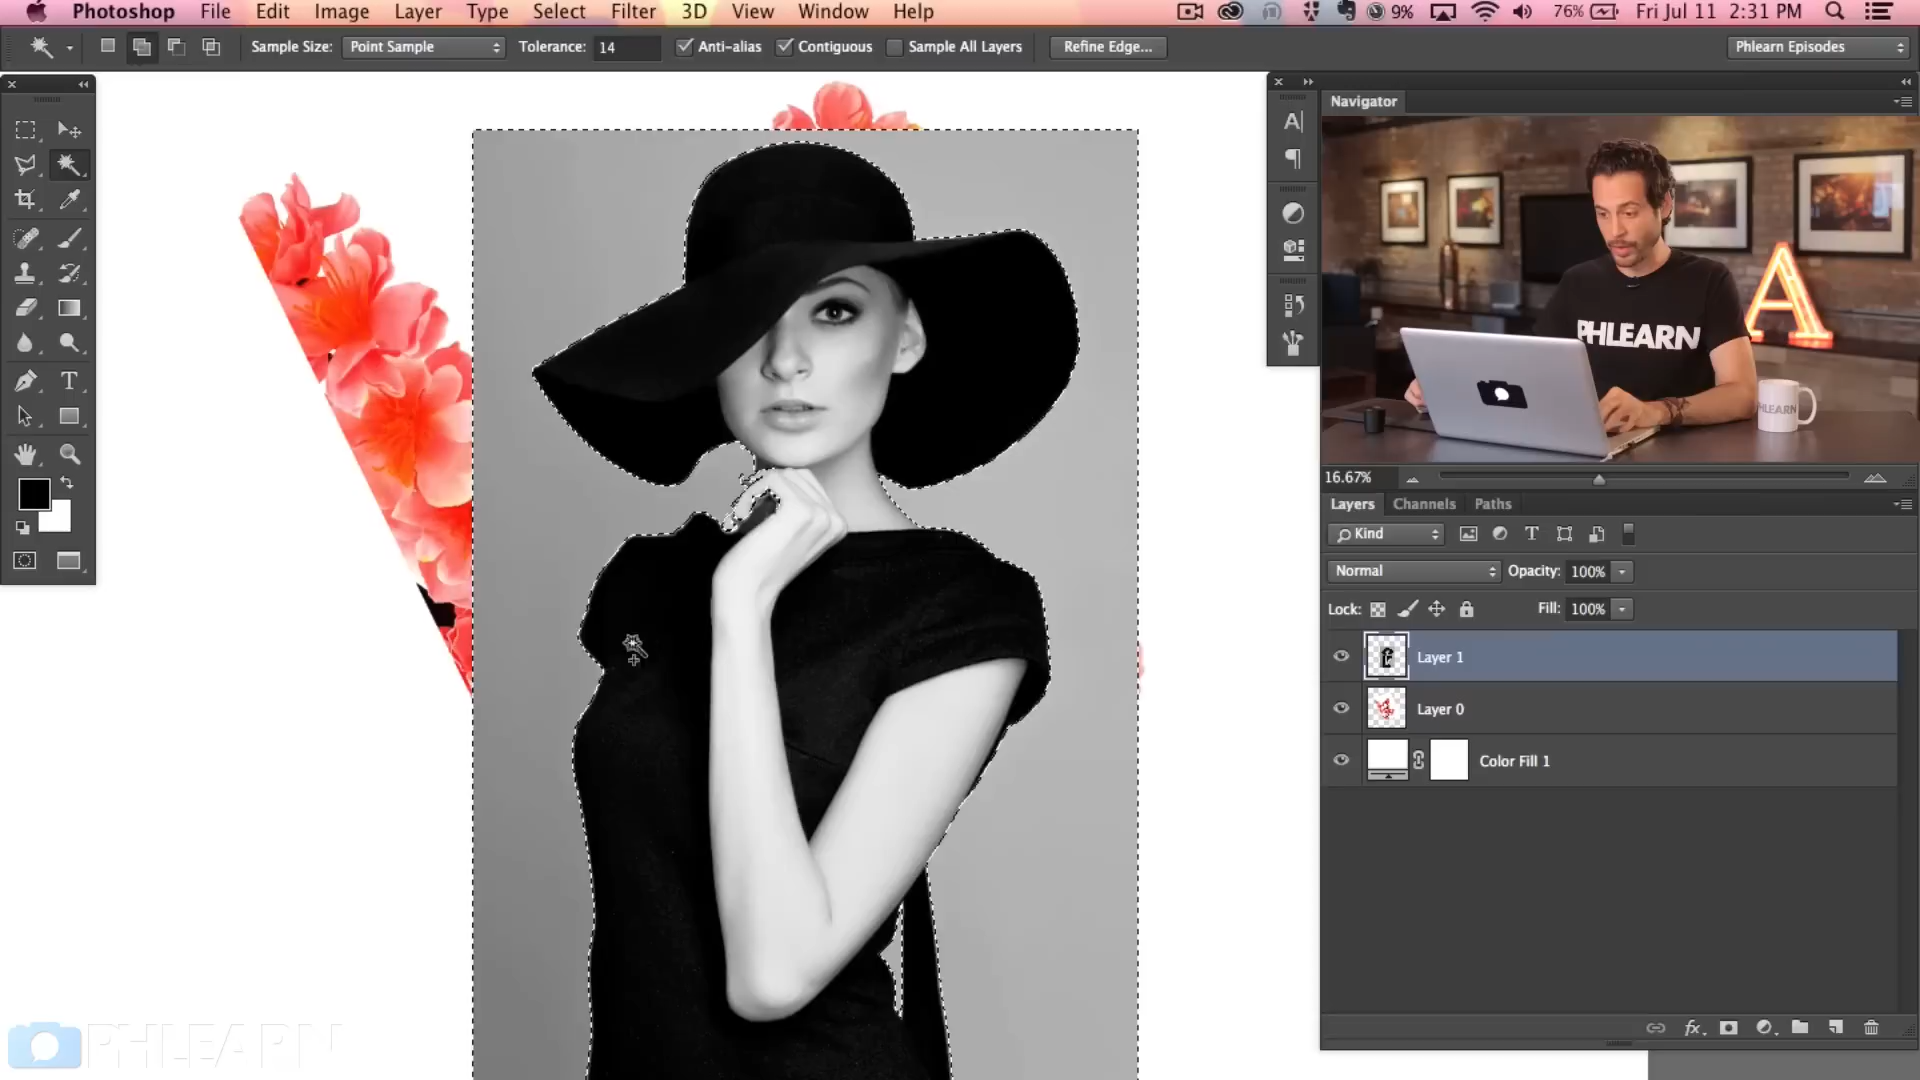 Photoshop File Edit Image Layer Type Select Filter 3D View Window Help 9% 76% Fri Jul 11 2:31 PM
Sample Size: Point Sample Tolerance: 14 Anti-alias Contiguous Sample All Layers Refine Edge... Phlearn Episodes
Navigator
A
PHLEARN
PHLEARN
16.67%
Layers Channels Paths
Kind
Normal Opacity: 100%
Lock: Fill: 100%
Layer 1
Layer 0
Color Fill 1
PHLEARN